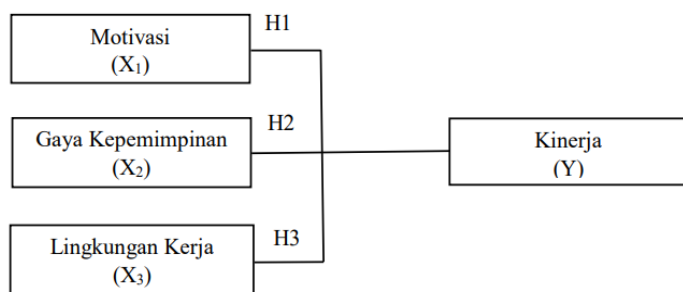 H1
Motivasi
(X₁)
H2
Gaya Kepemimpinan
(X₂)
Kinerja
(Y)
H3
Lingkungan Kerja
(X₃)